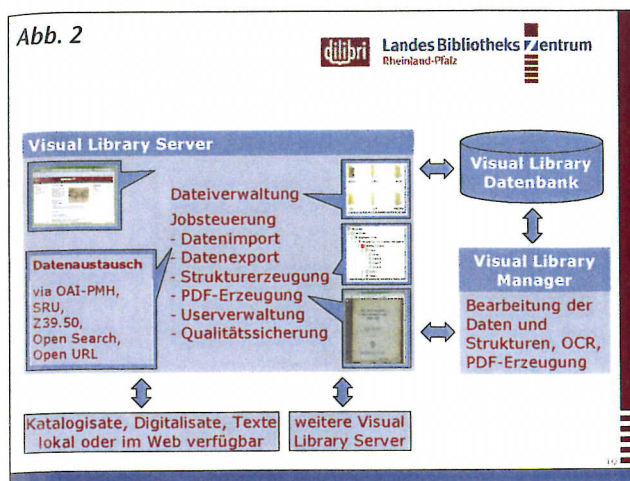 Abb. 2
dilibri
Landes Bibliotheks Zentrum
Rheinland-Pfalz
Visual Library Server
Dateiverwaltung
Jobsteuerung
- Datenimport
- Datenexport
- Strukturerzeugung
- PDF-Erzeugung
- Userverwaltung
- Qualitätssicherung
Datenaustausch
via OAI-PMH,
SRU,
Z39.50,
Open Search,
Open URL
Visual Library
Datenbank
Visual Library
Manager
Bearbeitung der
Daten und
Strukturen, OCR,
PDF-Erzeugung
Katalogisate, Digitalisate, Texte
lokal oder im Web verfügbar
weitere Visual
Library Server